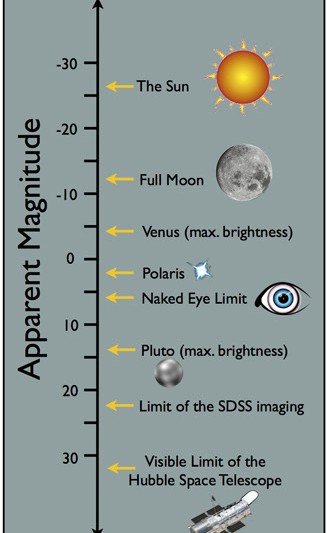 Apparent Magnitude
-30
The Sun
-20
Full Moon
-10
Venus (max. brightness)
0
Polaris
Naked Eye Limit
10
Pluto (max. brightness)
20
Limit of the SDSS imaging
30
Visible Limit of the
Hubble Space Telescope